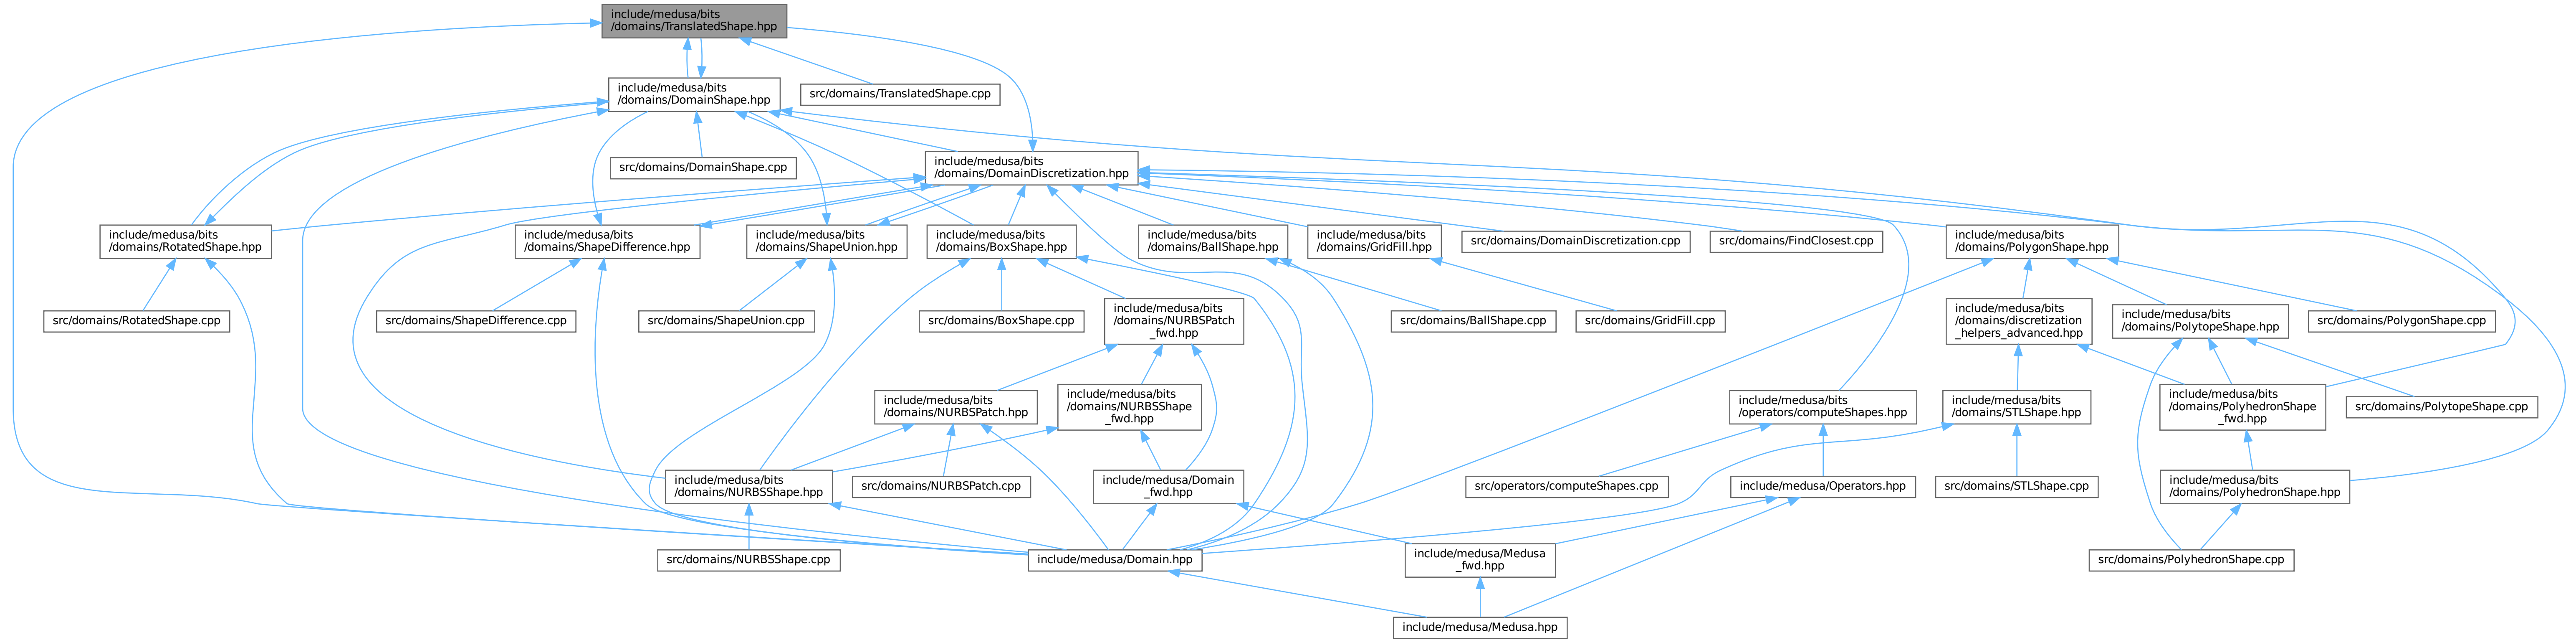 include/medusa/bits
/domains/TranslatedShape.hpp
include/medusa/bits
/domains/DomainShape.hpp
src/domains/TranslatedShape.cpp
src/domains/DomainShape.cpp
include/medusa/bits
/domains/DomainDiscretization.hpp
include/medusa/bits
/domains/RotatedShape.hpp
include/medusa/bits
/domains/ShapeDifference.hpp
include/medusa/bits
/domains/ShapeUnion.hpp
include/medusa/bits
/domains/BoxShape.hpp
include/medusa/bits
/domains/BallShape.hpp
include/medusa/bits
/domains/GridFill.hpp
src/domains/DomainDiscretization.cpp
src/domains/FindClosest.cpp
include/medusa/bits
/domains/PolygonShape.hpp
src/domains/RotatedShape.cpp
src/domains/ShapeDifference.cpp
src/domains/ShapeUnion.cpp
src/domains/BoxShape.cpp
include/medusa/bits
/domains/NURBSPatch
_fwd.hpp
src/domains/BallShape.cpp
src/domains/GridFill.cpp
include/medusa/bits
/domains/discretization
_helpers_advanced.hpp
include/medusa/bits
/domains/PolytopeShape.hpp
src/domains/PolygonShape.cpp
include/medusa/bits
/domains/NURBSPatch.hpp
include/medusa/bits
/domains/NURBSShape
_fwd.hpp
include/medusa/bits
/operators/computeShapes.hpp
include/medusa/bits
/domains/STLShape.hpp
include/medusa/bits
/domains/PolyhedronShape
_fwd.hpp
src/domains/PolytopeShape.cpp
include/medusa/bits
/domains/NURBSShape.hpp
src/domains/NURBSPatch.cpp
include/medusa/Domain
_fwd.hpp
src/operators/computeShapes.cpp
include/medusa/Operators.hpp
src/domains/STLShape.cpp
include/medusa/bits
/domains/PolyhedronShape.hpp
src/domains/NURBSShape.cpp
include/medusa/Domain.hpp
include/medusa/Medusa
_fwd.hpp
src/domains/PolyhedronShape.cpp
include/medusa/Medusa.hpp